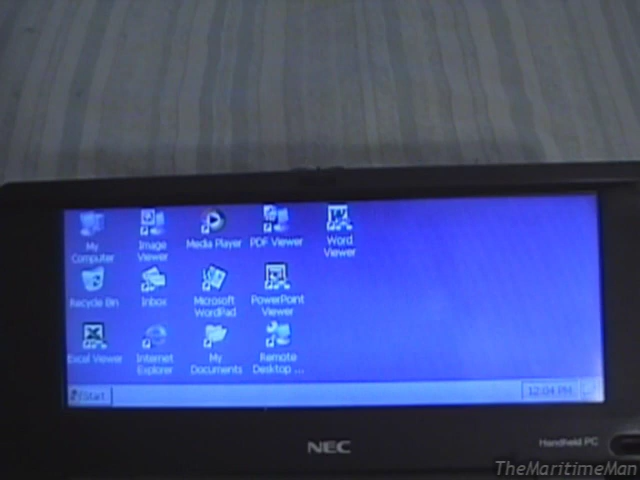 My
Computer
Image
Viewer
Media Player
PDF Viewer
Word
Viewer
Recycle Bin
Inbox
Microsoft
WordPad
PowerPoint
Viewer
Excel Viewer
Internet
Explorer
My
Documents
Remote
Desktop ...
Start
12:04 PM
NEC
Handheld PC
TheMaritimeMan